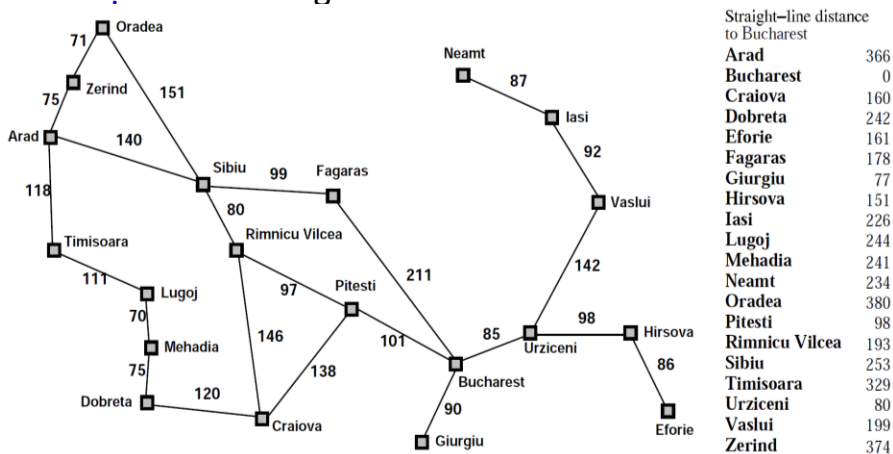 Oradea
71
Neamt
87
Zerind
151
75
Iasi
Arad
140
92
Sibiu
99
Fagaras
118
80
Vaslui
Rimnicu Vilcea
Timisoara
142
111
211
Lugoj
97
Pitesti
70
98
Hirsova
146
101
85
Mehadia
138
Urziceni
86
75
Bucharest
120
90
Dobreta
Craiova
Giurgiu
Eforie
Straight–line distance
to Bucharest
Arad 366
Bucharest 0
Craiova 160
Dobreta 242
Eforie 161
Fagaras 178
Giurgiu 77
Hirsova 151
Iasi 226
Lugoj 244
Mehadia 241
Neamt 234
Oradea 380
Pitesti 98
Rimnicu Vilcea 193
Sibiu 253
Timisoara 329
Urziceni 80
Vaslui 199
Zerind 374